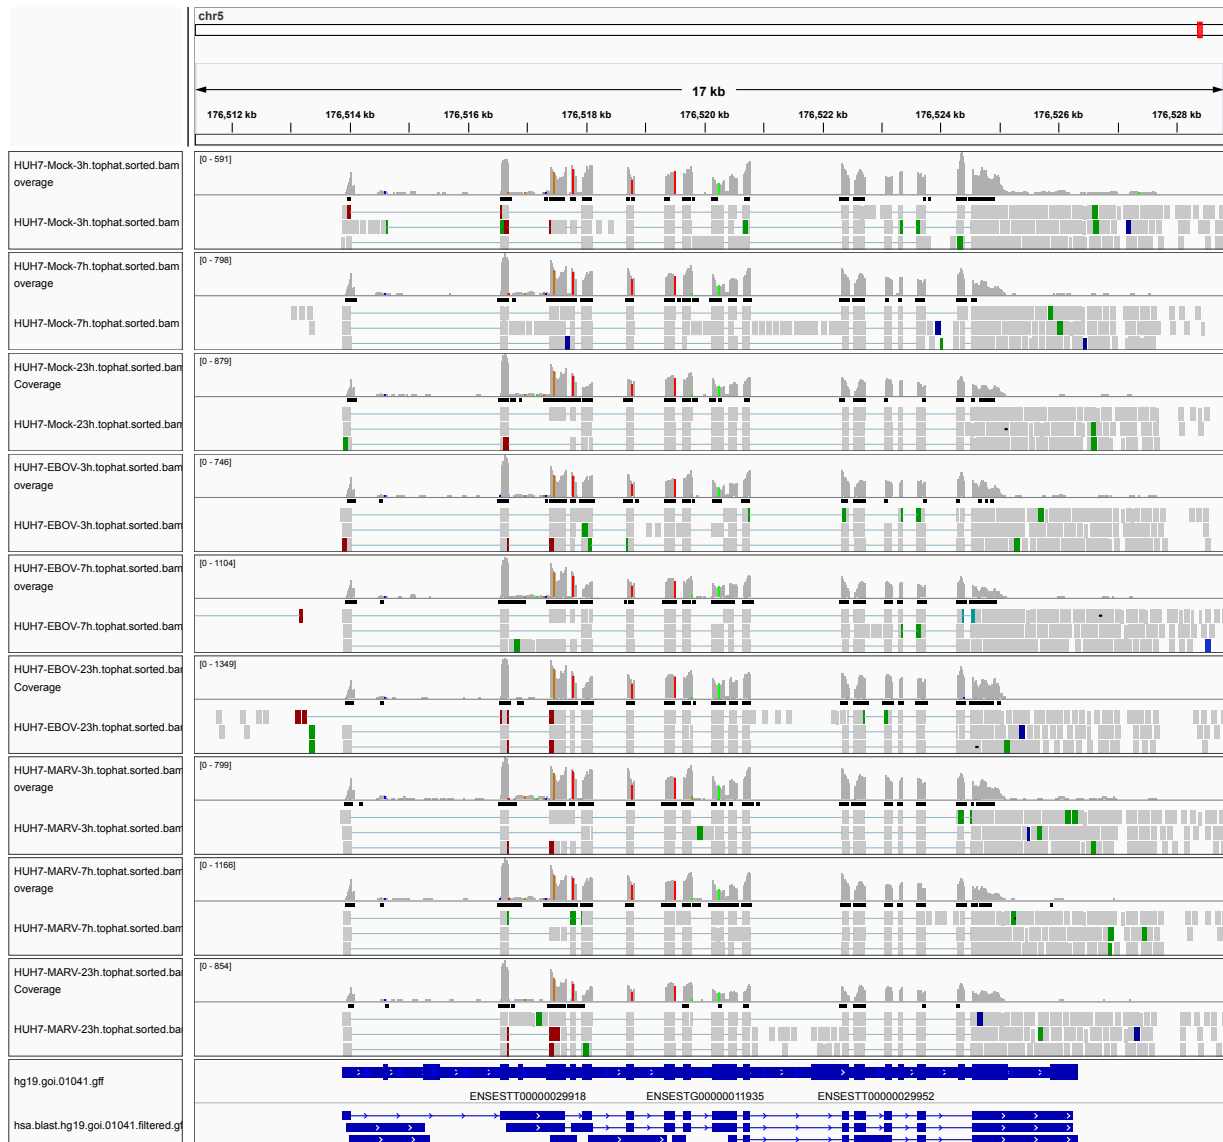 chr5
17 kb
176,512 kb 176,514 kb 176,516 kb 176,518 kb 176,520 kb 176,522 kb 176,524 kb 176,526 kb 176,528 kb
HUH7-Mock-3h.tophat.sorted.bam
overage
[0 - 591]
HUH7-Mock-3h.tophat.sorted.bam
HUH7-Mock-7h.tophat.sorted.bam
overage
[0 - 798]
HUH7-Mock-7h.tophat.sorted.bam
HUH7-Mock-23h.tophat.sorted.bam
Coverage
[0 - 879]
HUH7-Mock-23h.tophat.sorted.bam
HUH7-EBOV-3h.tophat.sorted.bam
overage
[0 - 746]
HUH7-EBOV-3h.tophat.sorted.bam
HUH7-EBOV-7h.tophat.sorted.bam
overage
[0 - 1104]
HUH7-EBOV-7h.tophat.sorted.bam
HUH7-EBOV-23h.tophat.sorted.ba
Coverage
[0 - 1349]
HUH7-EBOV-23h.tophat.sorted.ba
HUH7-MARV-3h.tophat.sorted.bam
overage
[0 - 799]
HUH7-MARV-3h.tophat.sorted.bam
HUH7-MARV-7h.tophat.sorted.bam
overage
[0 - 1166]
HUH7-MARV-7h.tophat.sorted.bam
HUH7-MARV-23h.tophat.sorted.ba
Coverage
[0 - 854]
HUH7-MARV-23h.tophat.sorted.ba
hg19.goi.01041.gff
ENSESTT00000029918 ENSESTG00000011935 ENSESTT00000029952
hsa.blast.hg19.goi.01041.filtered.gf